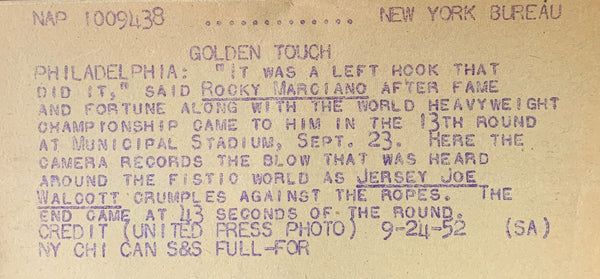 NAP 1009438 .............. NEW YORK BUREAU
GOLDEN TOUCH
PHILADELPHIA: "IT WAS A LEFT HOOK THAT
DID IT," SAID ROCKY MARCIANO AFTER FAME
AND FORTUNE ALONG WITH THE WORLD HEAVYWEIGHT
CHAMPIONSHIP CAME TO HIM IN THE 13TH ROUND
AT MUNICIPAL STADIUM, SEPT. 23. HERE THE
CAMERA RECORDS THE BLOW THAT WAS HEARD
AROUND THE FISTIC WORLD AS JERSEY JOE
WALCOTT CRUMPLES AGAINST THE ROPES. THE
END CAME AT 43 SECONDS OF THE ROUND.
CREDIT (UNITED PRESS PHOTO) 9-24-52 (SA)
NY CHI CAN S&S FULL-FOR